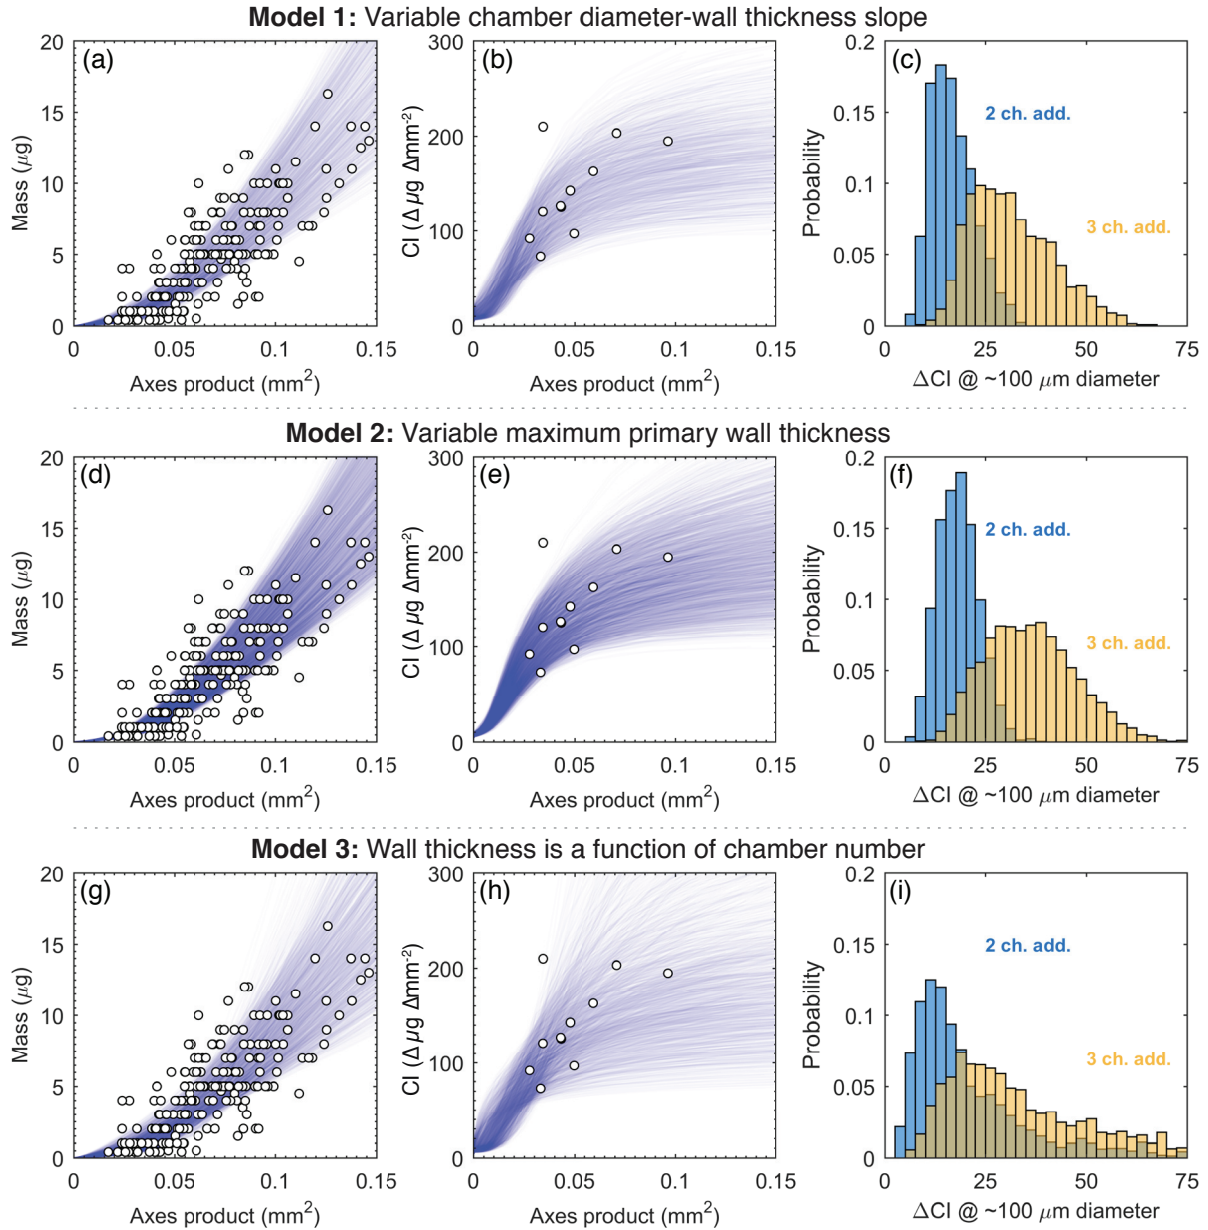 Model 1: Variable chamber diameter-wall thickness slope
(a)
20
15
10
5
0
Mass (μg)
0 0.05 0.1 0.15
Axes product (mm²)
(b)
300
200
100
0
CI (Δ μg Δmm⁻²)
0 0.05 0.1 0.15
Axes product (mm²)
(c)
0.2
0.15
0.1
0.05
0
Probability
2 ch. add.
3 ch. add.
0 25 50 75
ΔCI @ ~100 μm diameter
Model 2: Variable maximum primary wall thickness
(d)
20
15
10
5
0
Mass (μg)
0 0.05 0.1 0.15
Axes product (mm²)
(e)
300
200
100
0
CI (Δ μg Δmm⁻²)
0 0.05 0.1 0.15
Axes product (mm²)
(f)
0.2
0.15
0.1
0.05
0
Probability
2 ch. add.
3 ch. add.
0 25 50 75
ΔCI @ ~100 μm diameter
Model 3: Wall thickness is a function of chamber number
(g)
20
15
10
5
0
Mass (μg)
0 0.05 0.1 0.15
Axes product (mm²)
(h)
300
200
100
0
CI (Δ μg Δmm⁻²)
0 0.05 0.1 0.15
Axes product (mm²)
(i)
0.2
0.15
0.1
0.05
0
Probability
2 ch. add.
3 ch. add.
0 25 50 75
ΔCI @ ~100 μm diameter